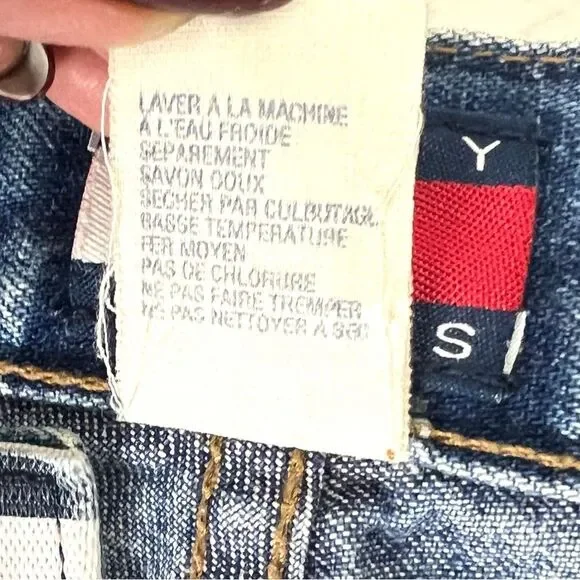 LAVER A LA MACHINE
A L'EAU FROIDE
SEPAREMENT
SAVON DOUX
SECHER PAR CULBUTAGE
BASSE TEMPERATURE
FER MOYEN
PAS DE CHLORURE
NE PAS FAIRE TREMPER
NE PAS NETTOYER A SEC
Y
S